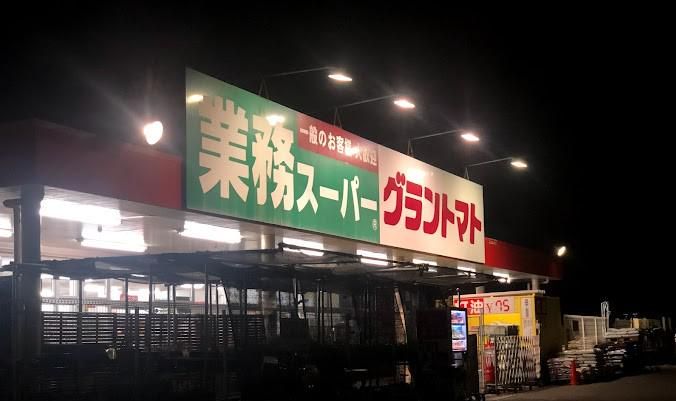 一般のお客様大歓迎
業務スーパー
グラントマト